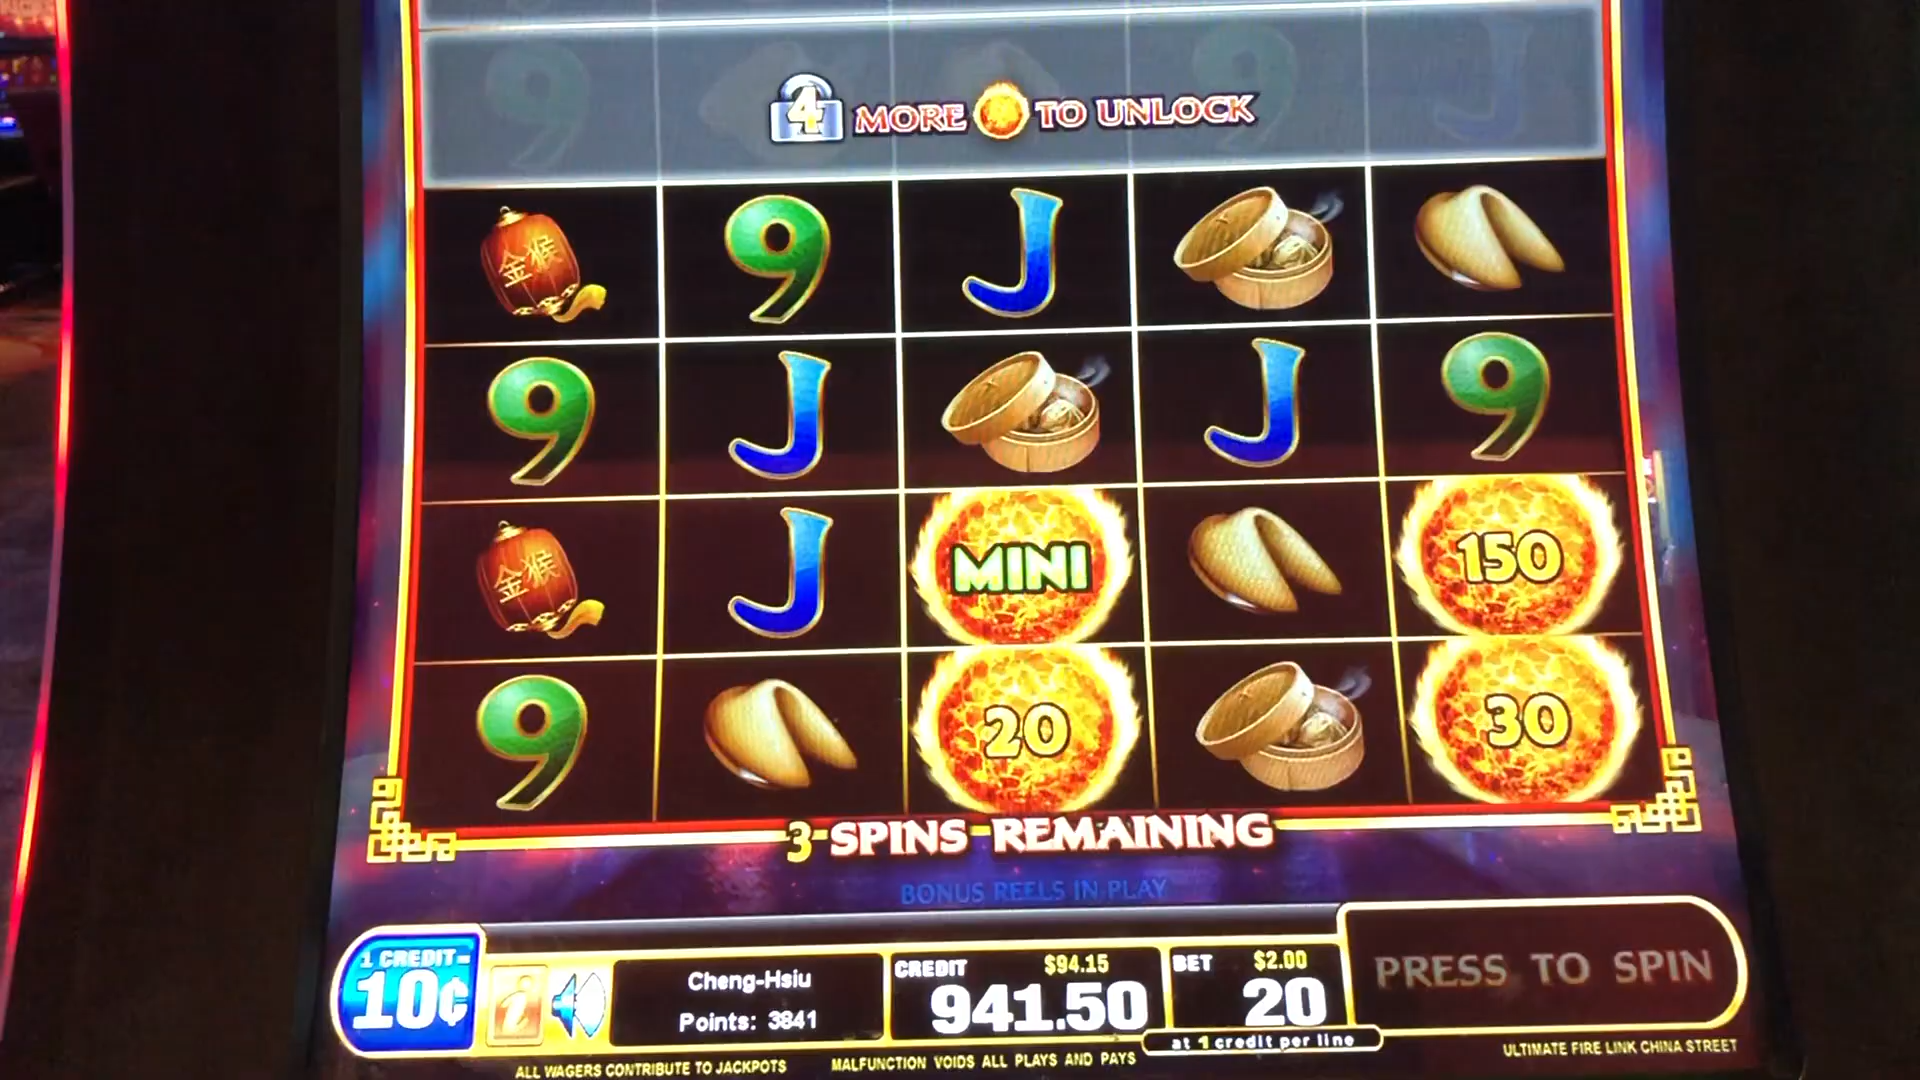 4 MORE TO UNLOCK
金猴 9 J
9 J J 9
金猴 J MINI 150
9 20 30
3 SPINS REMAINING
BONUS REELS IN PLAY
1 CREDIT=
10¢
i
Cheng-Hsiu
Points: 3841
CREDIT $94.15
941.50
BET $2.00
20
at 1 credit per line
PRESS TO SPIN
ALL WAGERS CONTRIBUTE TO JACKPOTS
MALFUNCTION VOIDS ALL PLAYS AND PAYS
ULTIMATE FIRE LINK CHINA STREET